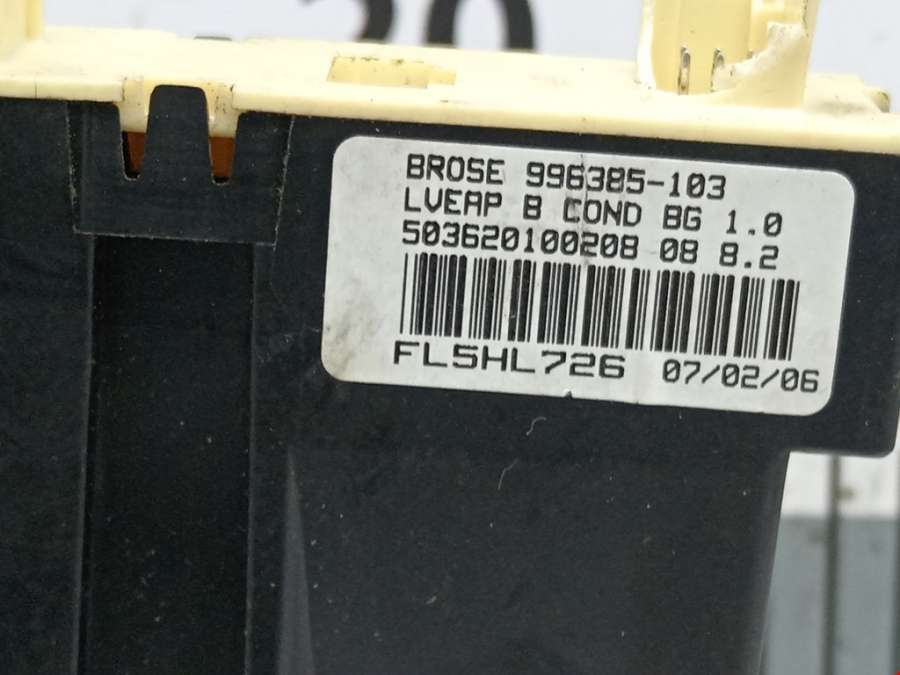 BROSE 996385-103
LVEAP B COND BG 1.0
503620100208 08 8.2
FL5HL726 07/02/06